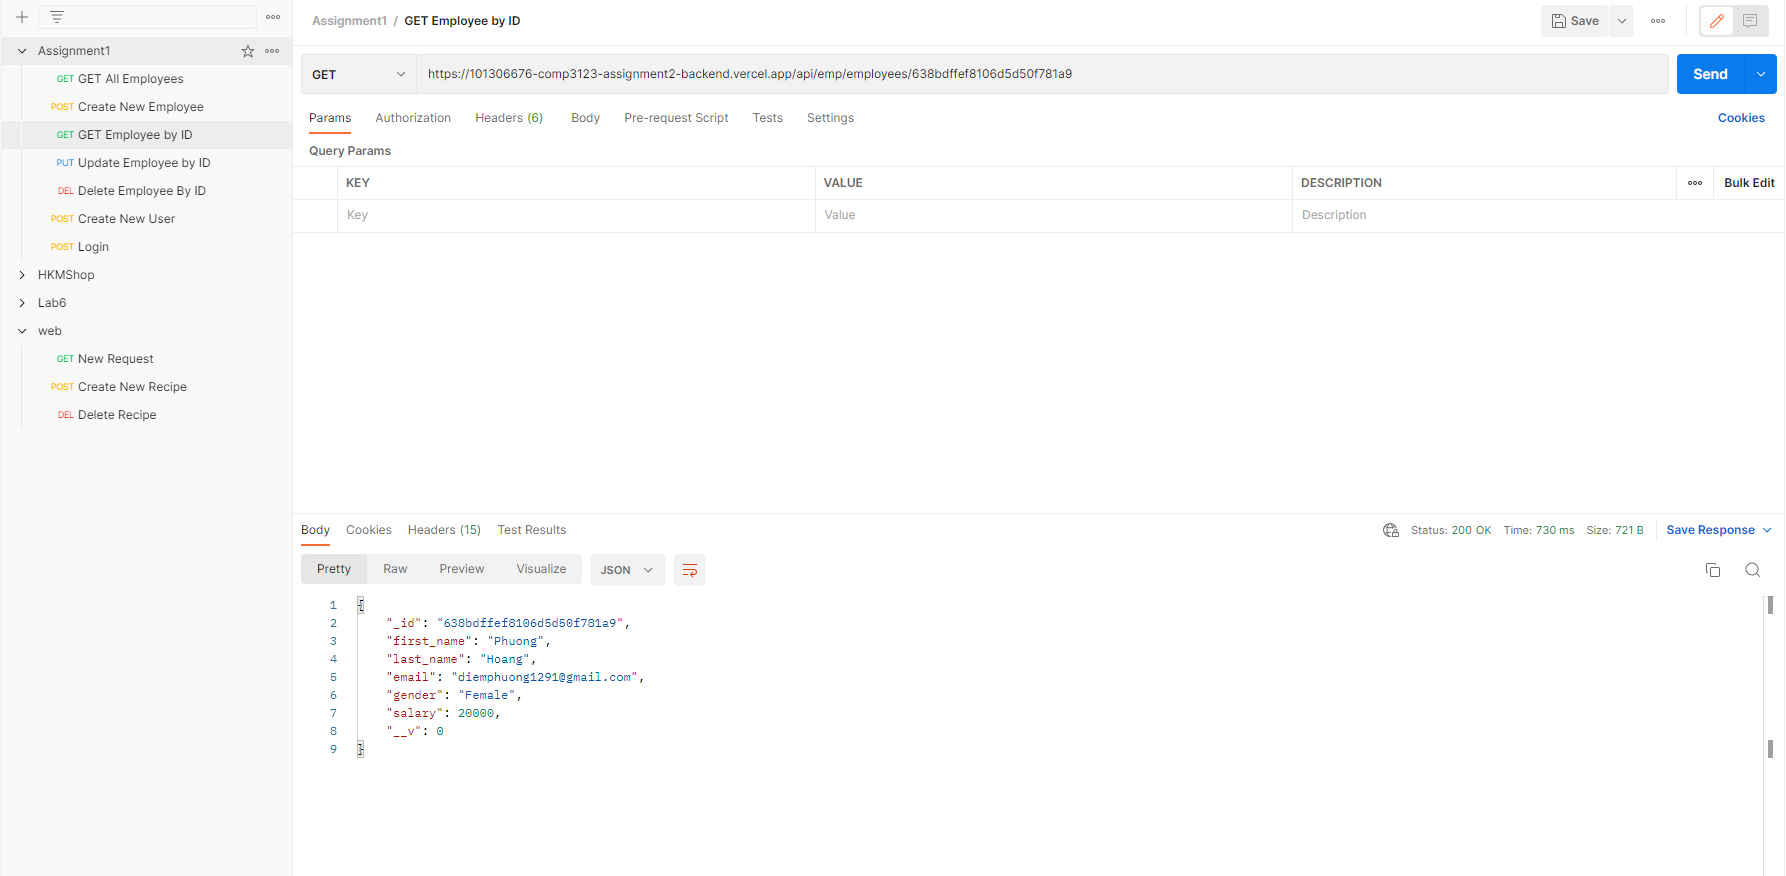 Assignment1 / GET Employee by ID
Save
Assignment1
GET GET All Employees
POST Create New Employee
GET GET Employee by ID
PUT Update Employee by ID
DEL Delete Employee By ID
POST Create New User
POST Login
HKMShop
Lab6
web
GET New Request
POST Create New Recipe
DEL Delete Recipe
GET https://101306676-comp3123-assignment2-backend.vercel.app/api/emp/employees/638bdffef8106d5d50f781a9 Send
Params Authorization Headers (6) Body Pre-request Script Tests Settings Cookies
Query Params
KEY VALUE DESCRIPTION Bulk Edit
Key Value Description
Body Cookies Headers (15) Test Results Status: 200 OK Time: 730 ms Size: 721 B Save Response
Pretty Raw Preview Visualize JSON
1 {
2 "_id": "638bdffef8106d5d50f781a9",
3 "first_name": "Phuong",
4 "last_name": "Hoang",
5 "email": "diemphuong1291@gmail.com",
6 "gender": "Female",
7 "salary": 20000,
8 "__v": 0
9 }